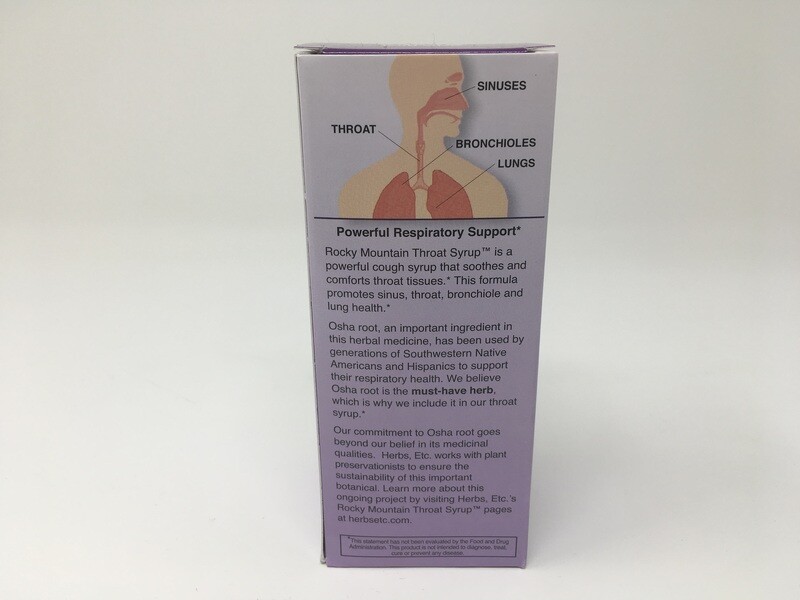 SINUSES
THROAT
BRONCHIOLES
LUNGS
Powerful Respiratory Support*
Rocky Mountain Throat Syrup™ is a
powerful cough syrup that soothes and
comforts throat tissues.* This formula
promotes sinus, throat, bronchiole and
lung health.*
Osha root, an important ingredient in
this herbal medicine, has been used by
generations of Southwestern Native
Americans and Hispanics to support
their respiratory health. We believe
Osha root is the must-have herb,
which is why we include it in our throat
syrup.*
Our commitment to Osha root goes
beyond our belief in its medicinal
qualities. Herbs, Etc. works with plant
preservationists to ensure the
sustainability of this important
botanical. Learn more about this
ongoing project by visiting Herbs, Etc.'s
Rocky Mountain Throat Syrup™ pages
at herbsetc.com.
*This statement has not been evaluated by the Food and Drug
Administration. This product is not intended to diagnose, treat,
cure or prevent any disease.